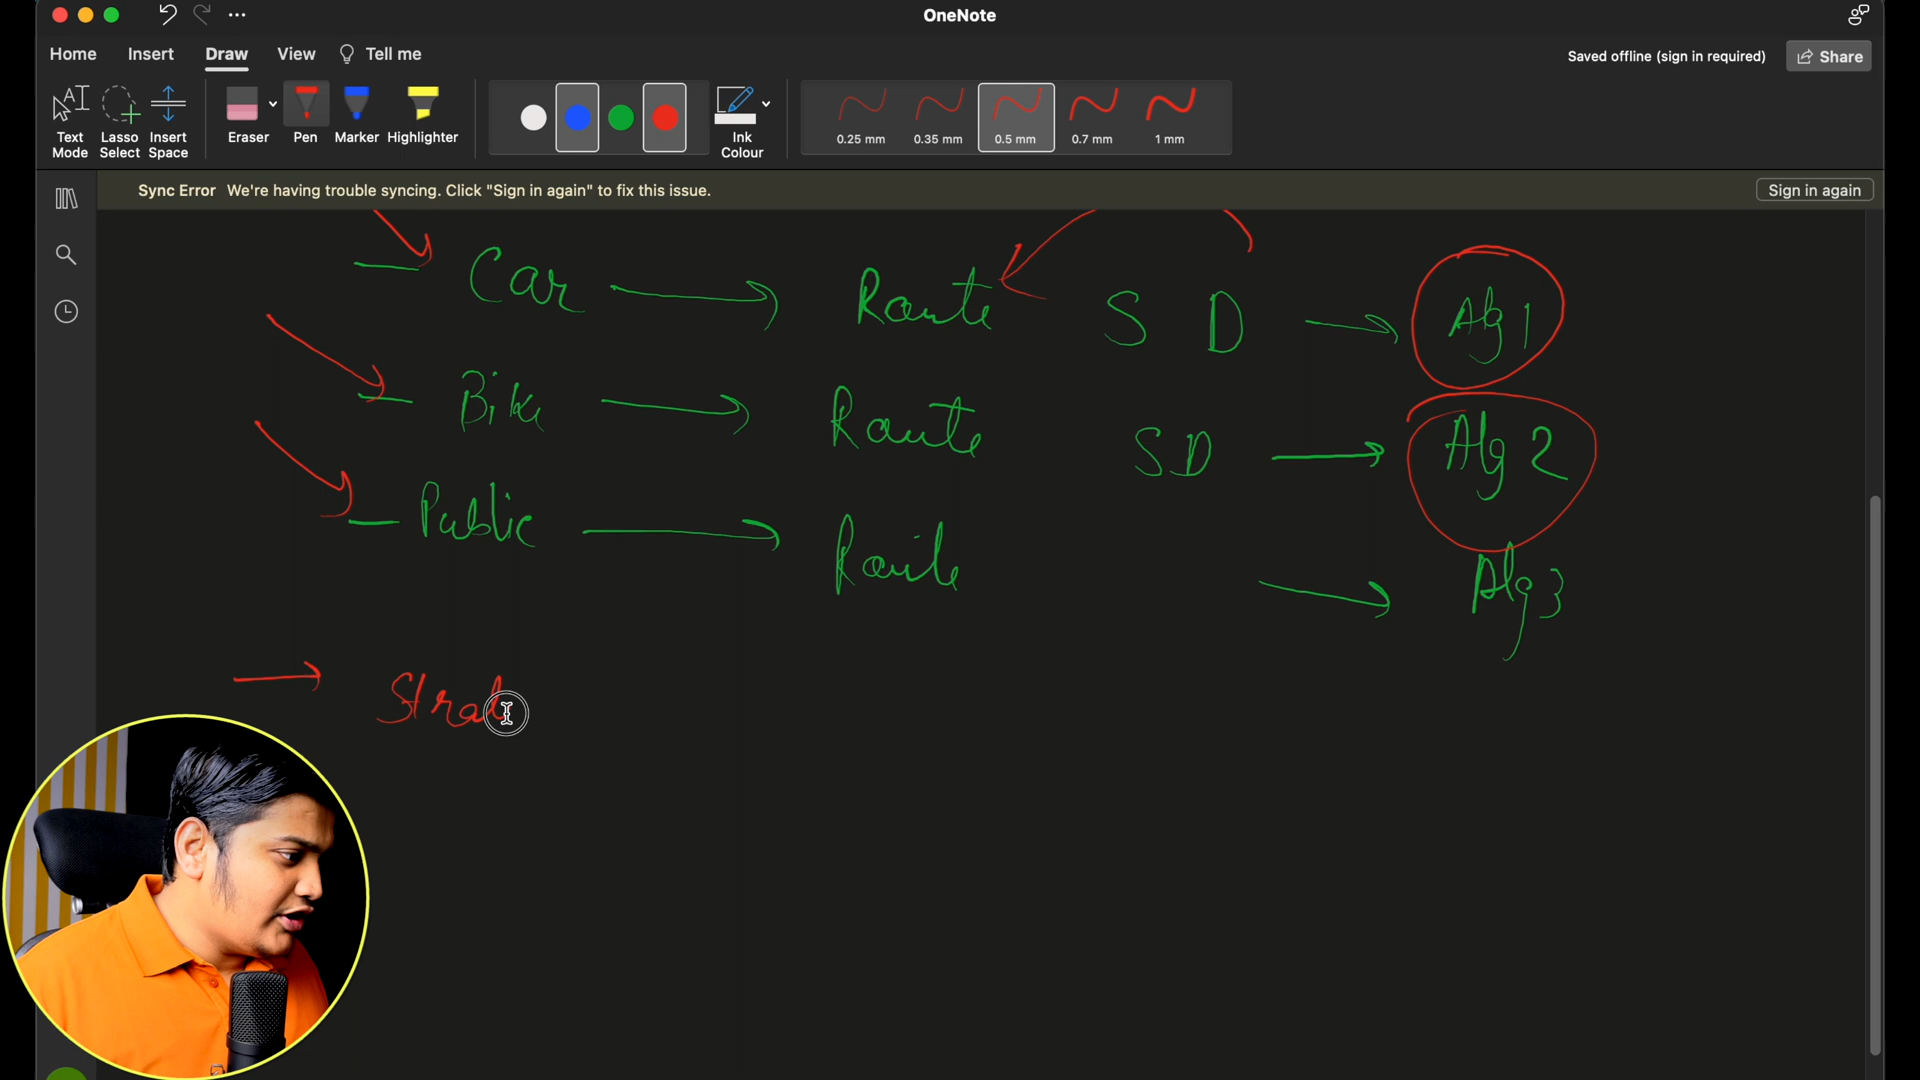 OneNote
Home Insert Draw View Tell me
Saved offline (sign in required) Share
Text Mode
Lasso Select
Insert Space
Eraser
Pen
Marker
Highlighter
Ink Colour
0.25 mm
0.35 mm
0.5 mm
0.7 mm
1 mm
Sync Error We're having trouble syncing. Click "Sign in again" to fix this issue.
Sign in again
Car Route S D Alg 1
Bike Route SD Alg 2
Public Route Alg 3
Strat